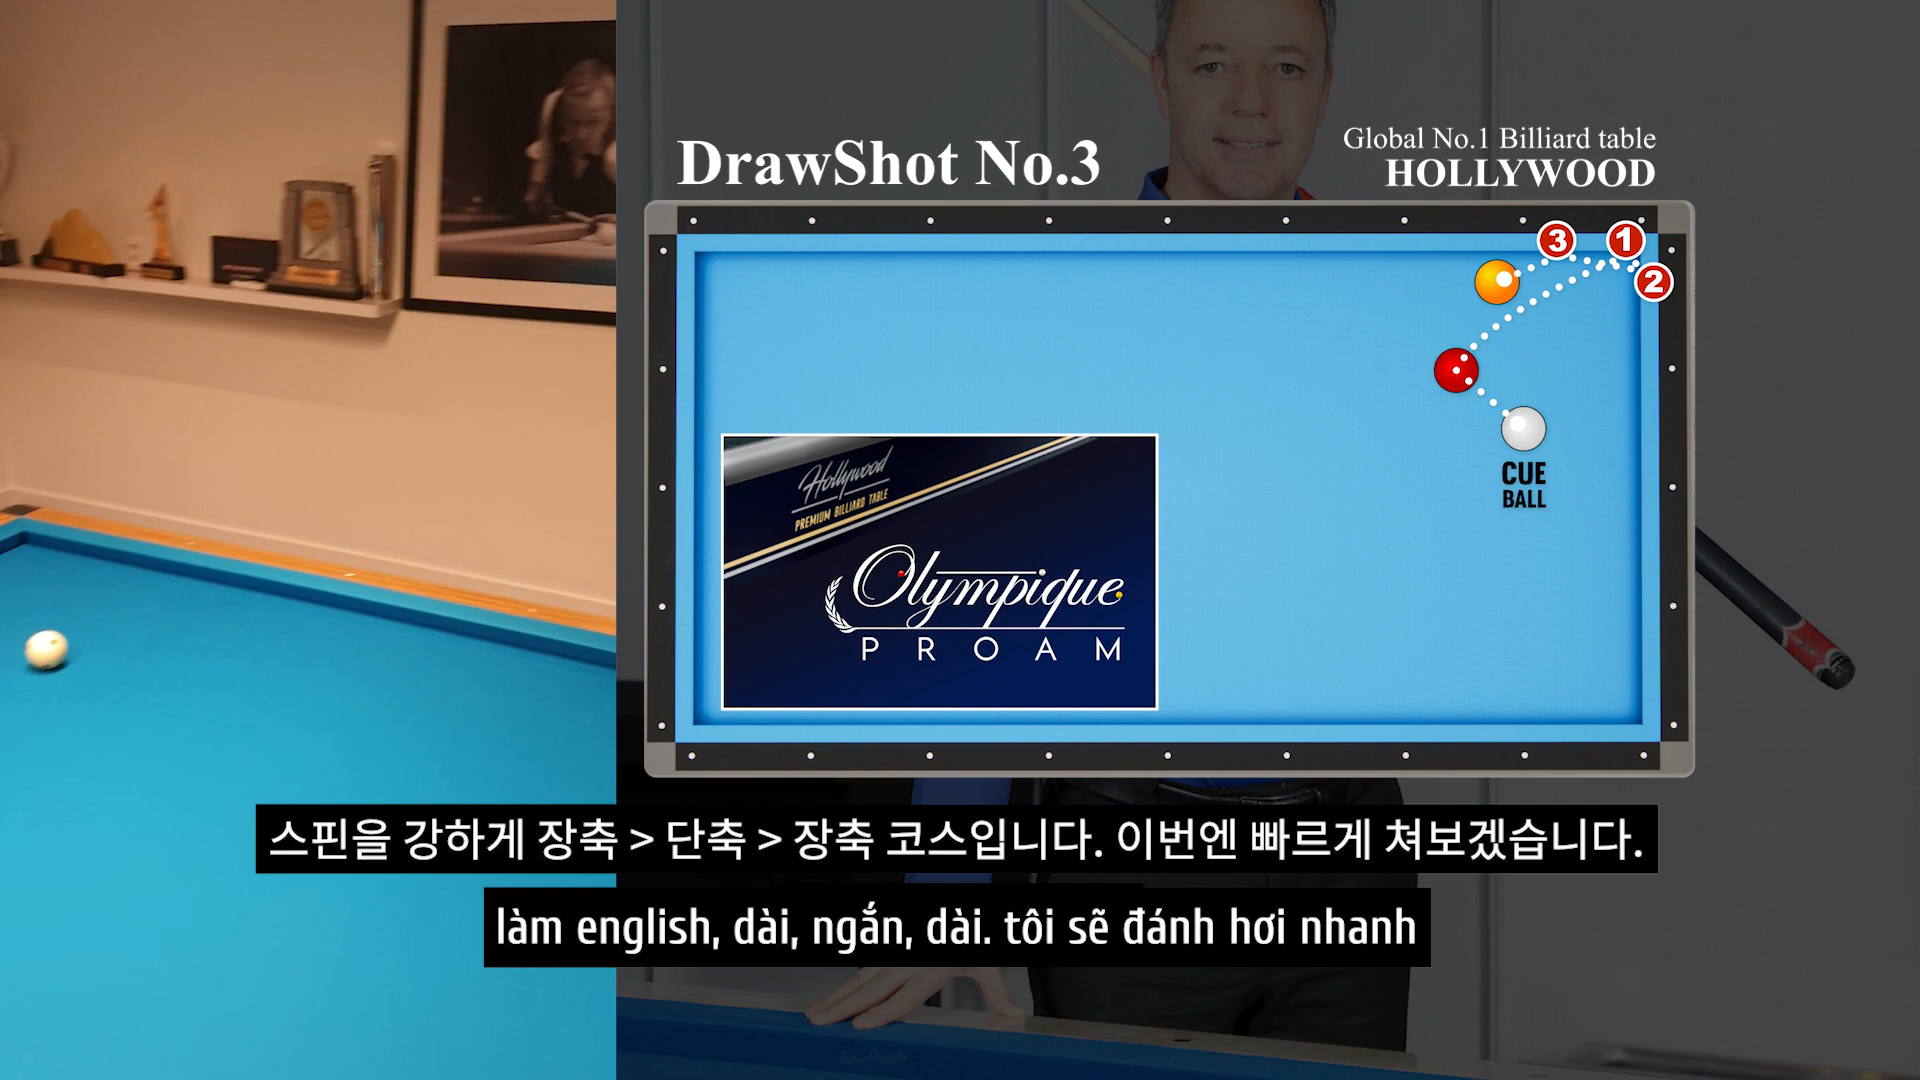 DrawShot No.3
Global No.1 Billiard table
HOLLYWOOD
3
1
2
CUE
BALL
Hollywood
PREMIUM BILLIARD TABLE
Olympique
PROAM
스핀을 강하게 장축 > 단축 > 장축 코스입니다. 이번엔 빠르게 쳐보겠습니다.
làm english, dài, ngắn, dài. tôi sẽ đánh hơi nhanh